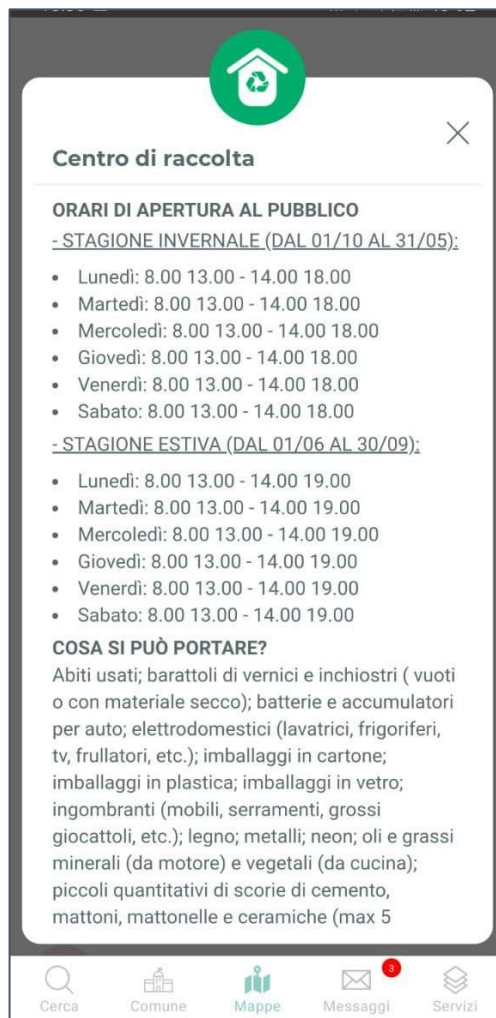 Centro di raccolta
ORARI DI APERTURA AL PUBBLICO
- STAGIONE INVERNALE (DAL 01/10 AL 31/05):
• Lunedì: 8.00 13.00 - 14.00 18.00
• Martedì: 8.00 13.00 - 14.00 18.00
• Mercoledì: 8.00 13.00 - 14.00 18.00
• Giovedì: 8.00 13.00 - 14.00 18.00
• Venerdì: 8.00 13.00 - 14.00 18.00
• Sabato: 8.00 13.00 - 14.00 18.00
- STAGIONE ESTIVA (DAL 01/06 AL 30/09):
• Lunedì: 8.00 13.00 - 14.00 19.00
• Martedì: 8.00 13.00 - 14.00 19.00
• Mercoledì: 8.00 13.00 - 14.00 19.00
• Giovedì: 8.00 13.00 - 14.00 19.00
• Venerdì: 8.00 13.00 - 14.00 19.00
• Sabato: 8.00 13.00 - 14.00 19.00
COSA SI PUÒ PORTARE?
Abiti usati; barattoli di vernici e inchiostri ( vuoti
o con materiale secco); batterie e accumulatori
per auto; elettrodomestici (lavatrici, frigoriferi,
tv, frullatori, etc.); imballaggi in cartone;
imballaggi in plastica; imballaggi in vetro;
ingombranti (mobili, serramenti, grossi
giocattoli, etc.); legno; metalli; neon; oli e grassi
minerali (da motore) e vegetali (da cucina);
piccoli quantitativi di scorie di cemento,
mattoni, mattonelle e ceramiche (max 5
3
Cerca Comune Mappe Messaggi Servizi